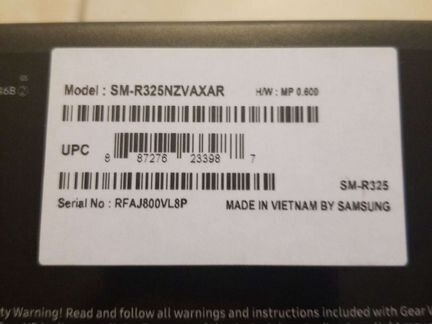 Model : SM-R325NZVAXAR H/W : MP 0.600
UPC 8 87276 23398 7
SM-R325
Serial No : RFAJ800VL8P MADE IN VIETNAM BY SAMSUNG
ty Warning! Read and follow all warnings and instructions included with Gear V